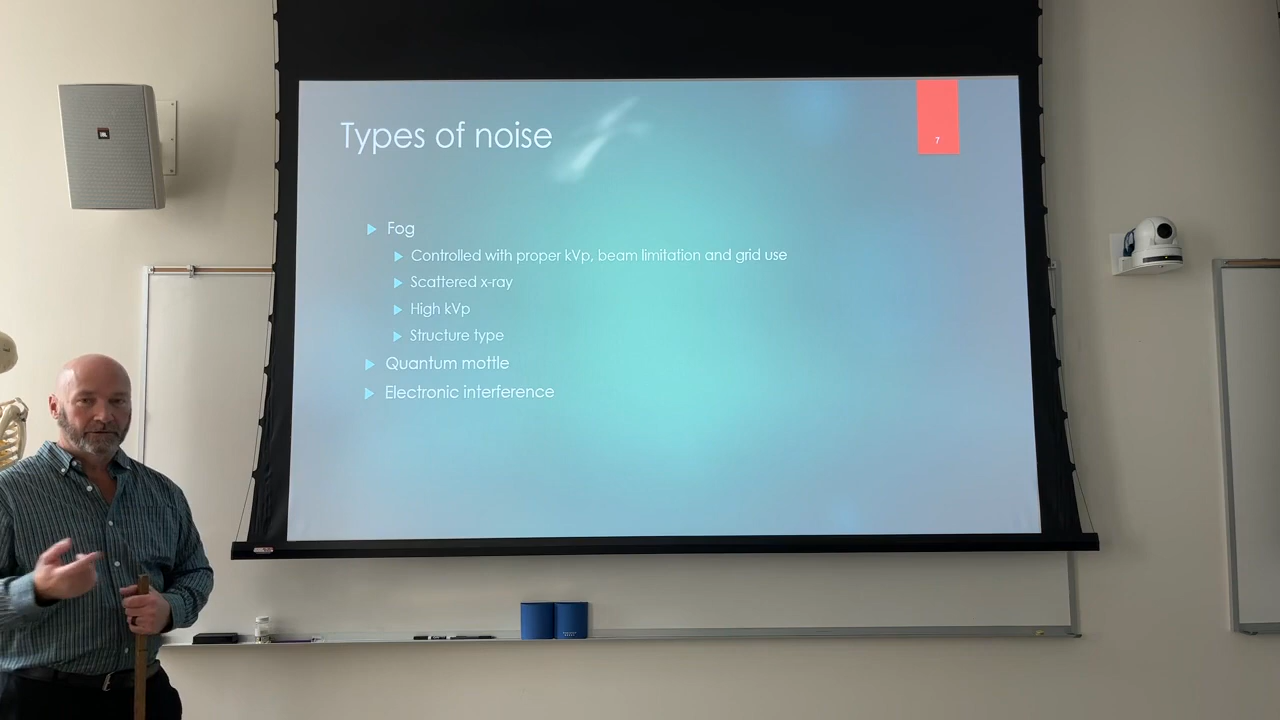 Types of noise
7
Fog
Controlled with proper kVp, beam limitation and grid use
Scattered x-ray
High kVp
Structure type
Quantum mottle
Electronic interference
JBL